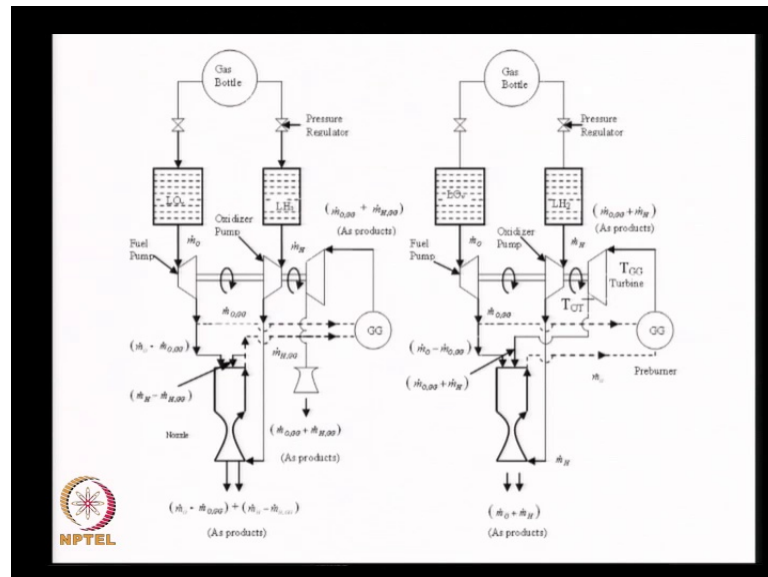 Gas
Bottle
Pressure
Regulator
LOx
LH2
(ṁO,GG + ṁH,GG)
(As products)
Oxidizer
Pump
Fuel
Pump
ṁO
ṁH
ṁO,GG
GG
(ṁO - ṁO,GG)
ṁH,GG
(ṁH - ṁH,GG)
Nozzle
(ṁO,GG + ṁH,GG)
(As products)
(As products)
Gas
Bottle
Pressure
Regulator
LOx
LH2
(ṁO,GG + ṁH)
(As products)
Oxidizer
Pump
Fuel
Pump
ṁO
ṁH
TGG
Turbine
TOT
ṁO,GG
GG
(ṁO - ṁO,GG)
Preburner
(ṁO,GG + ṁH)
ṁH
(ṁO + ṁH)
(As products)
NPTEL